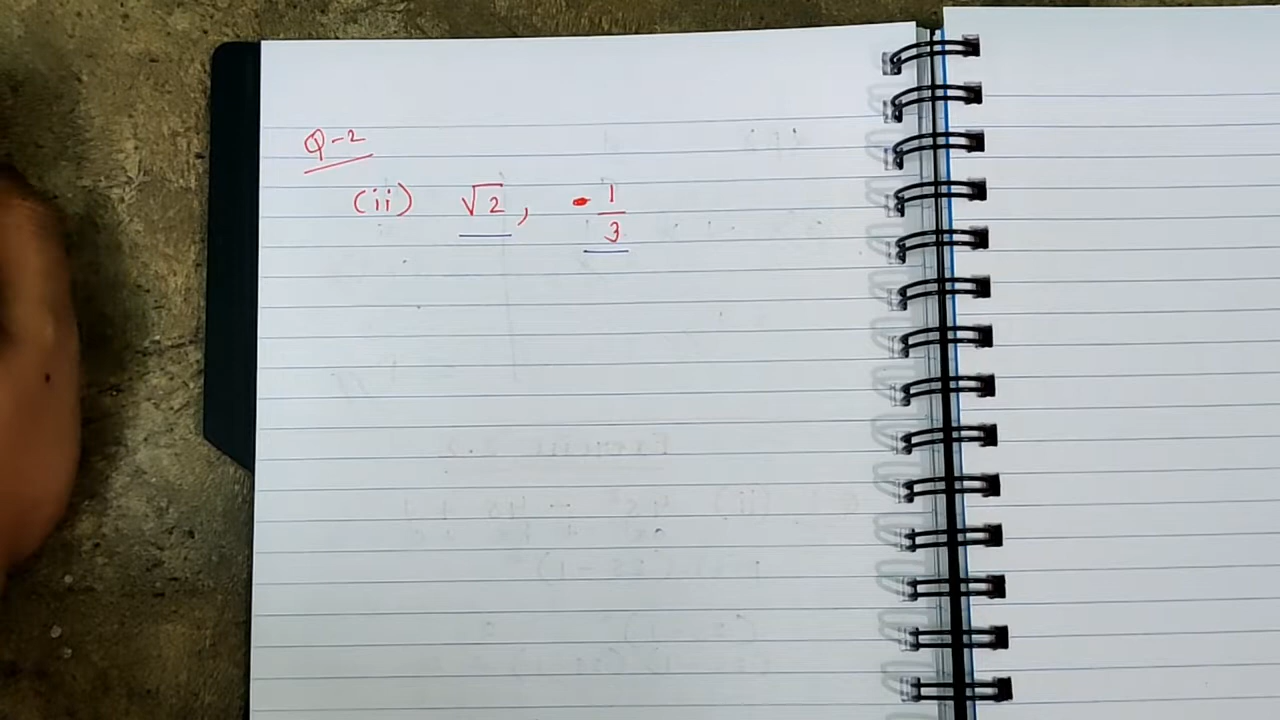 Q-2
(ii) √2, -1/3